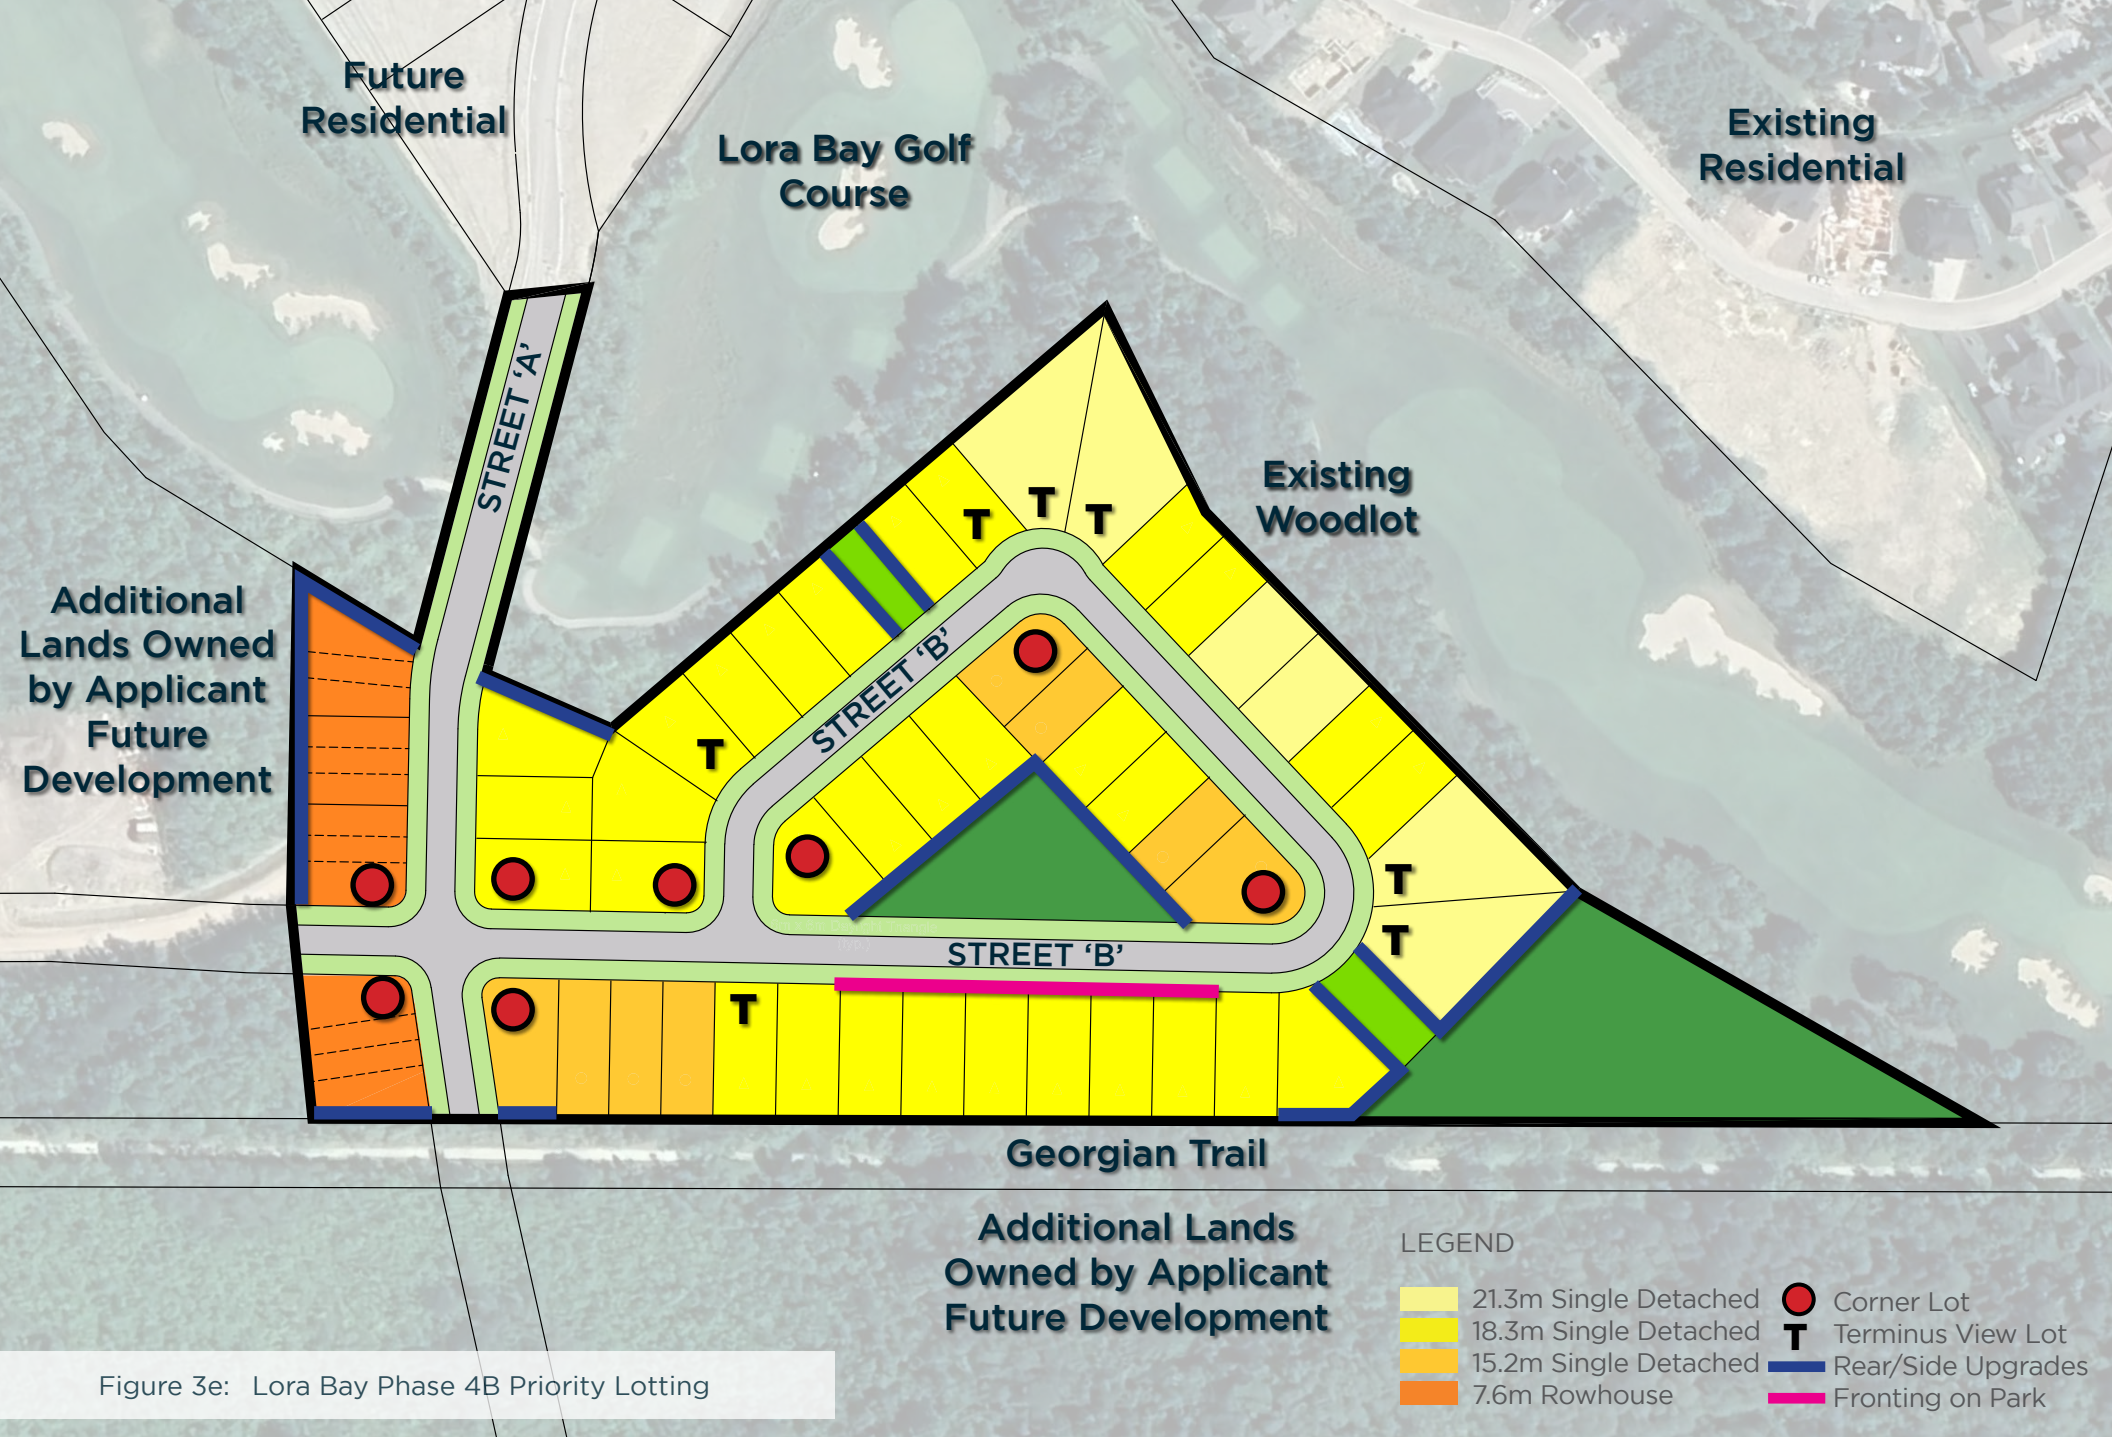 Future
Residential
Lora Bay Golf
Course
Existing
Residential
STREET ‘A’
Existing
Woodlot
Additional
Lands Owned
by Applicant
Future
Development
T
T
T
T
STREET ‘B’
T
T
STREET ‘B’
T
Georgian Trail
Additional Lands
Owned by Applicant
Future Development
LEGEND
21.3m Single Detached
18.3m Single Detached
15.2m Single Detached
7.6m Rowhouse
Corner Lot
T Terminus View Lot
Rear/Side Upgrades
Fronting on Park
Figure 3e: Lora Bay Phase 4B Priority Lotting